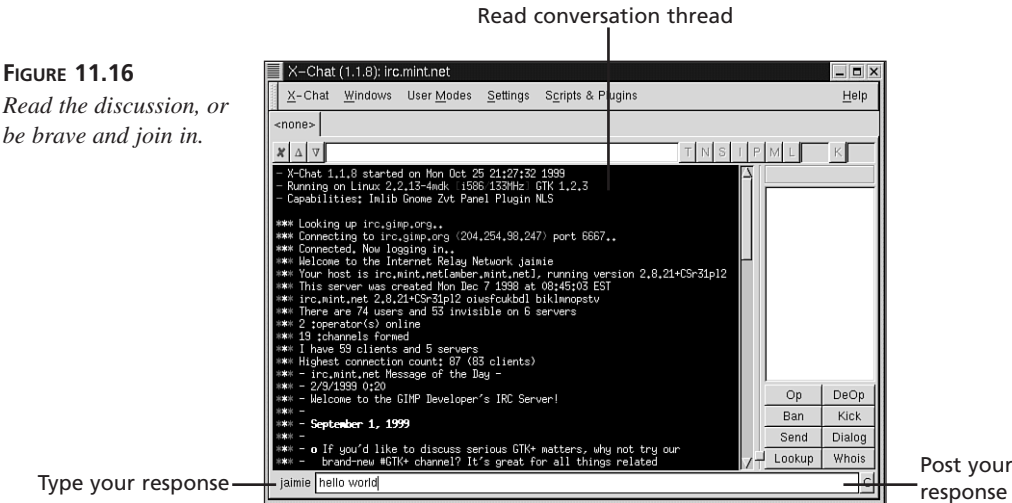 Read conversation thread
FIGURE 11.16
Read the discussion, or
be brave and join in.
X-Chat (1.1.8): irc.mint.net
X-Chat Windows User Modes Settings Scripts & Plugins Help
<none>
X T N S I P M L K
- X-Chat 1.1.8 started on Mon Oct 25 21:27:32 1999
- Running on Linux 2.2.13-4mdk [i586/133MHz] GTK 1.2.3
- Capabilities: Imlib Gnome Zvt Panel Plugin NLS
*** Looking up irc.gimp.org..
*** Connecting to irc.gimp.org (204.254.98.247) port 6667..
*** Connected. Now logging in..
*** Welcome to the Internet Relay Network jaimie
*** Your host is irc.mint.net[amber.mint.net], running version 2.8.21+CSr31pl2
*** This server was created Mon Dec 7 1998 at 08:45:03 EST
*** irc.mint.net 2.8.21+CSr31pl2 oiwsfcukbdl biklmnopstv
*** There are 74 users and 53 invisible on 6 servers
*** 2 :operator(s) online
*** 19 :channels formed
*** I have 59 clients and 5 servers
*** Highest connection count: 87 (83 clients)
*** - irc.mint.net Message of the Day -
*** - 2/9/1999 0:20
*** - Welcome to the GIMP Developer's IRC Server!
*** -
*** - September 1, 1999
*** -
*** - o If you'd like to discuss serious GTK+ matters, why not try our
*** - brand-new #GTK+ channel? It's great for all things related
Op DeOp
Ban Kick
Send Dialog
Lookup Whois
Type your response
jaimie hello world C
Post your
response